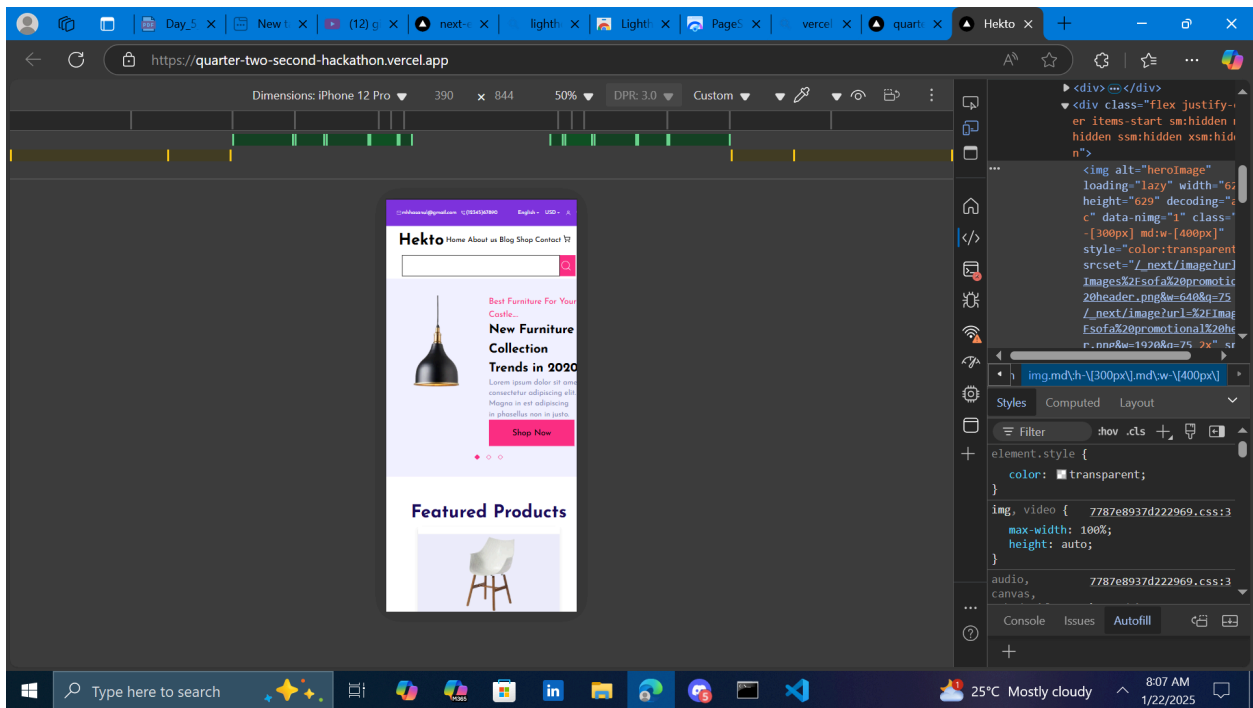 Day_5
New t
(12) g
next-e
lighth
Lighth
PageS
vercel
quart
Hekto
https://quarter-two-second-hackathon.vercel.app
Dimensions: iPhone 12 Pro
390 x 844
50%
DPR: 3.0
Custom
English
USD
Hekto
Home About us Blog Shop Contact
Best Furniture For Your
Castle...
New Furniture
Collection
Trends in 2020
Lorem ipsum dolor sit ame
consectetur adipiscing elit.
Magna in est adipiscing
in phasellus non in justo.
Shop Now
Featured Products
<div> ··· </div>
<div class="flex justify-
er items-start sm:hidden
hidden ssm:hidden xsm:hid
n">
<img alt="heroImage"
loading="lazy" width="62
height="629" decoding="a
c" data-nimg="1" class="
-[300px] md:w-[400px]"
style="color:transparent
srcset="/_next/image?url
Images%2Fsofa%20promotio
20header.png&w=640&q=75
/_next/image?url=%2FImag
Fsofa%20promotional%20he
r.png&w=1920&q=75 2x" sr
img.md\:h-\[300px\].md\:w-\[400px\]
Styles Computed Layout
Filter :hov .cls
element.style {
color: transparent;
}
img, video { 7787e8937d222969.css:3
max-width: 100%;
height: auto;
}
audio, 7787e8937d222969.css:3
canvas,
Console Issues Autofill
Type here to search
25°C Mostly cloudy
8:07 AM
1/22/2025